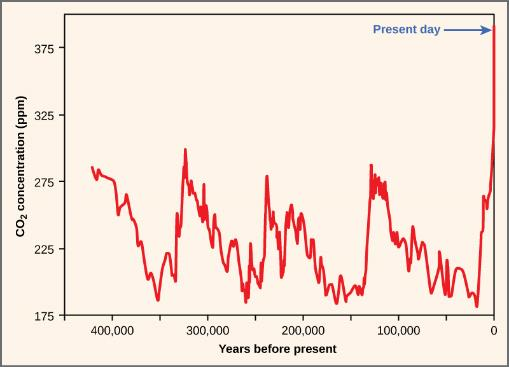 Present day
375
325
275
225
175
CO₂ concentration (ppm)
400,000 300,000 200,000 100,000 0
Years before present